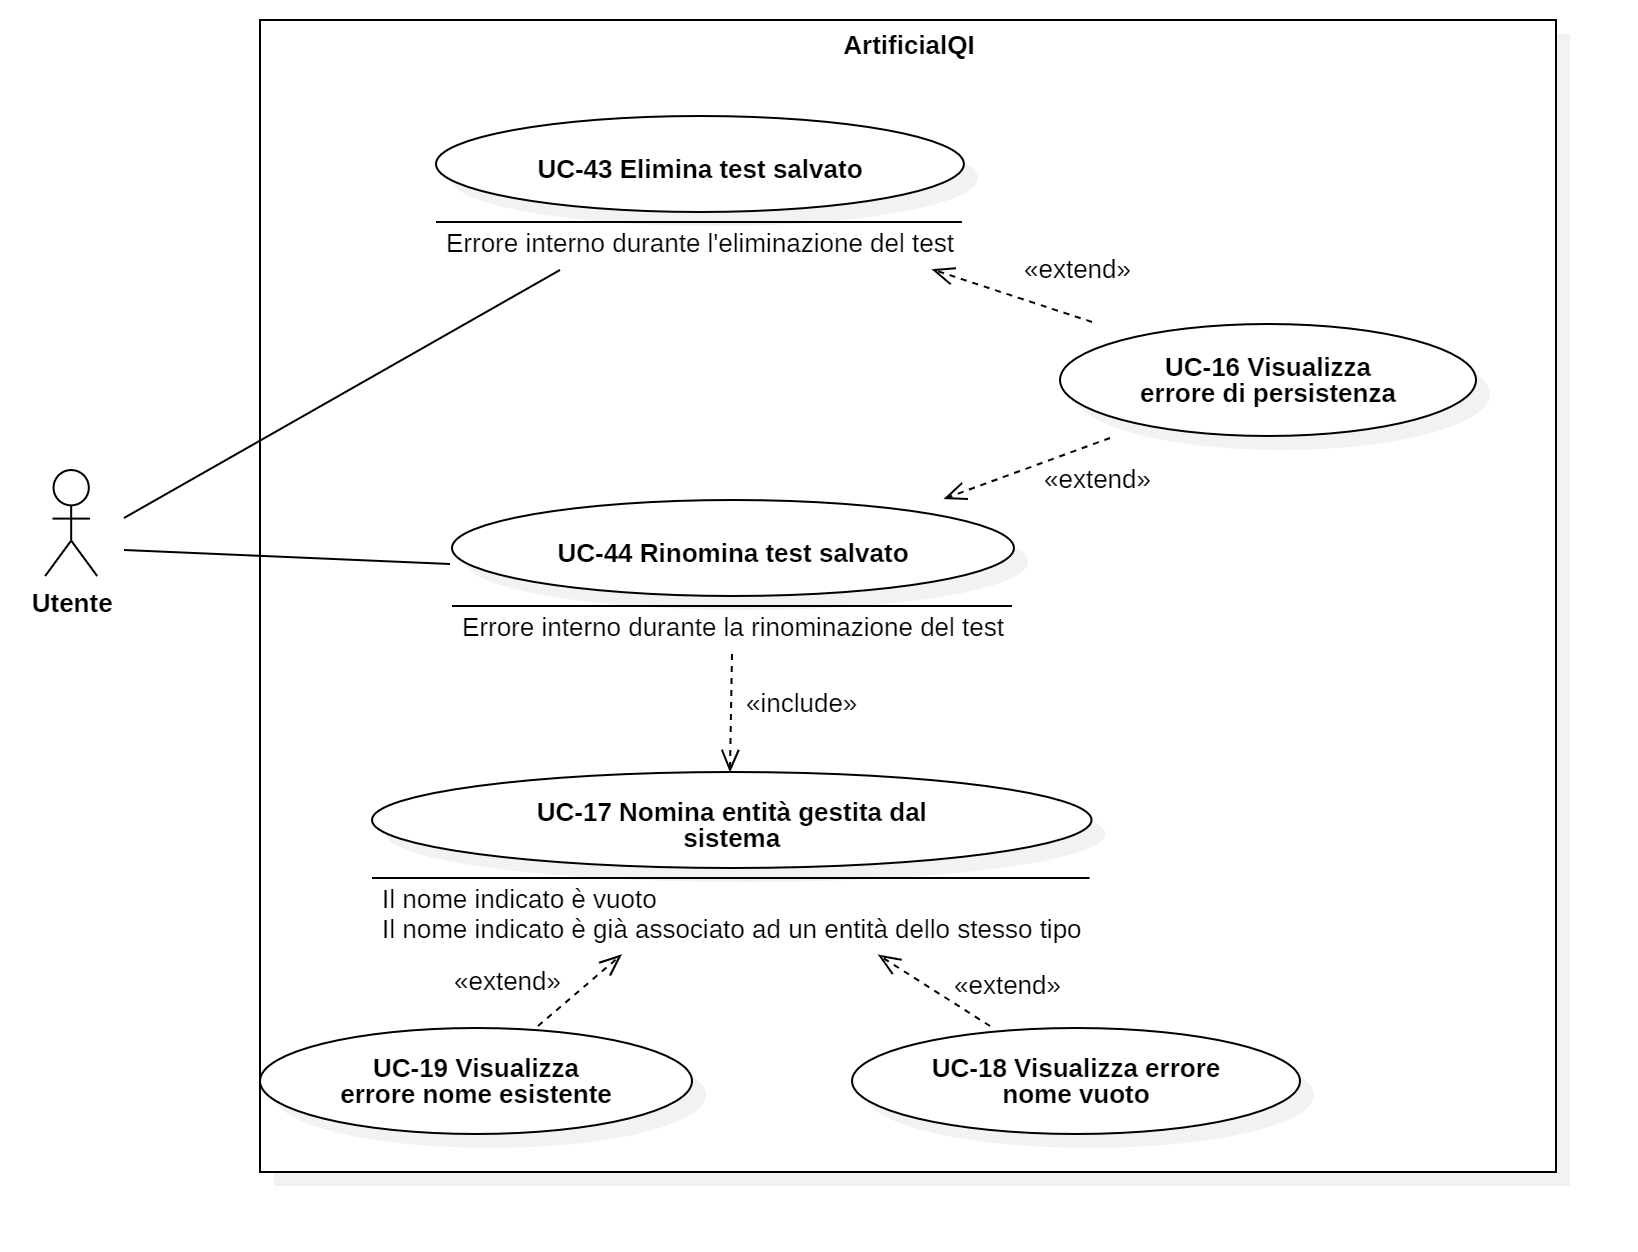 ArtificialQI
UC-43 Elimina test salvato
Errore interno durante l'eliminazione del test
«extend»
UC-16 Visualizza
errore di persistenza
«extend»
UC-44 Rinomina test salvato
Utente
Errore interno durante la rinominazione del test
«include»
UC-17 Nomina entità gestita dal
sistema
Il nome indicato è vuoto
Il nome indicato è già associato ad un entità dello stesso tipo
«extend»
«extend»
UC-19 Visualizza
errore nome esistente
UC-18 Visualizza errore
nome vuoto